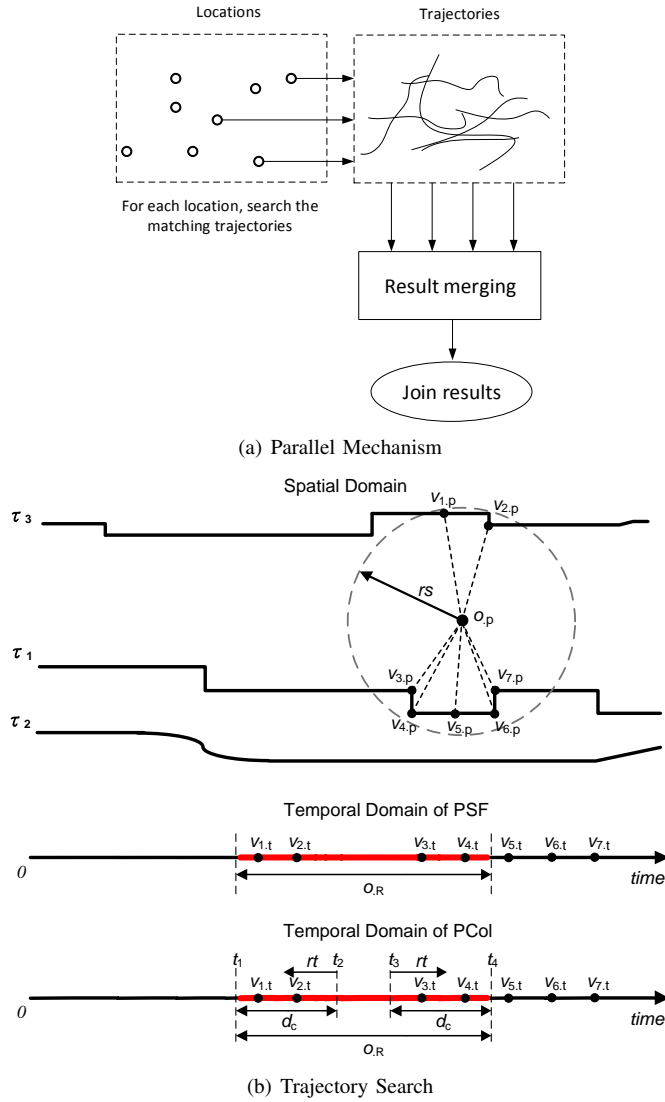 Locations Trajectories
For each location, search the
matching trajectories
Result merging
Join results
(a) Parallel Mechanism
Spatial Domain
τ3
v1.p
v2.p
rs
o.p
τ1
v3.p
v7.p
τ2
v4.p
v5.p
v6.p
Temporal Domain of PSF
v1.t v2.t v3.t v4.t v5.t v6.t v7.t
0 time
o.R
Temporal Domain of PCol
t1 rt t2 t3 rt t4
v1.t v2.t v3.t v4.t v5.t v6.t v7.t
0 time
dc dc
o.R
(b) Trajectory Search